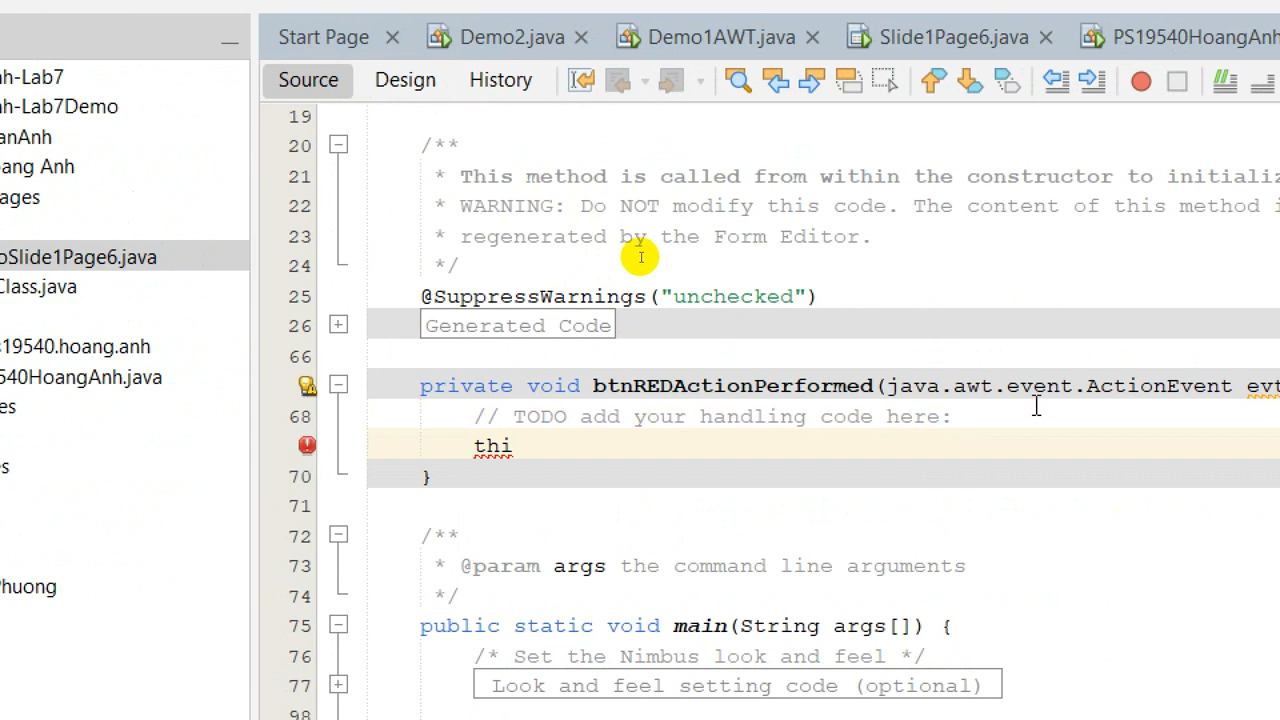 Start Page
Demo2.java
Demo1AWT.java
Slide1Page6.java
PS19540HoangAnh
Source
Design
History
nh-Lab7
nh-Lab7Demo
anAnh
oang Anh
ages
oSlide1Page6.java
Class.java
s19540.hoang.anh
540HoangAnh.java
es
s
Phuong
19
20 /**
21 * This method is called from within the constructor to initializ
22 * WARNING: Do NOT modify this code. The content of this method i
23 * regenerated by the Form Editor.
24 */
25 @SuppressWarnings("unchecked")
26 Generated Code
66
private void btnREDActionPerformed(java.awt.event.ActionEvent evt
68 // TODO add your handling code here:
thi
70 }
71
72 /**
73 * @param args the command line arguments
74 */
75 public static void main(String args[]) {
76 /* Set the Nimbus look and feel */
77 Look and feel setting code (optional)
98